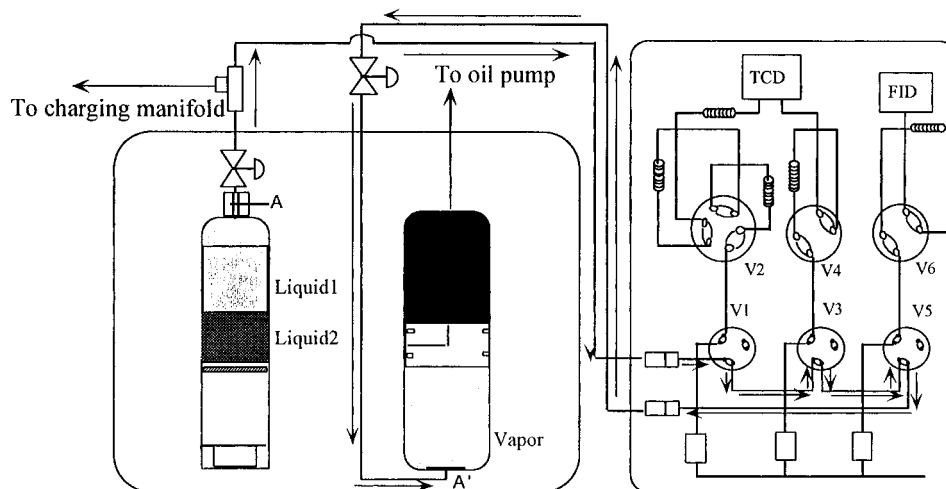 To oil pump
To charging manifold
TCD
FID
A
Liquid1
Liquid2
V2
V4
V6
V1
V3
V5
Vapor
A'